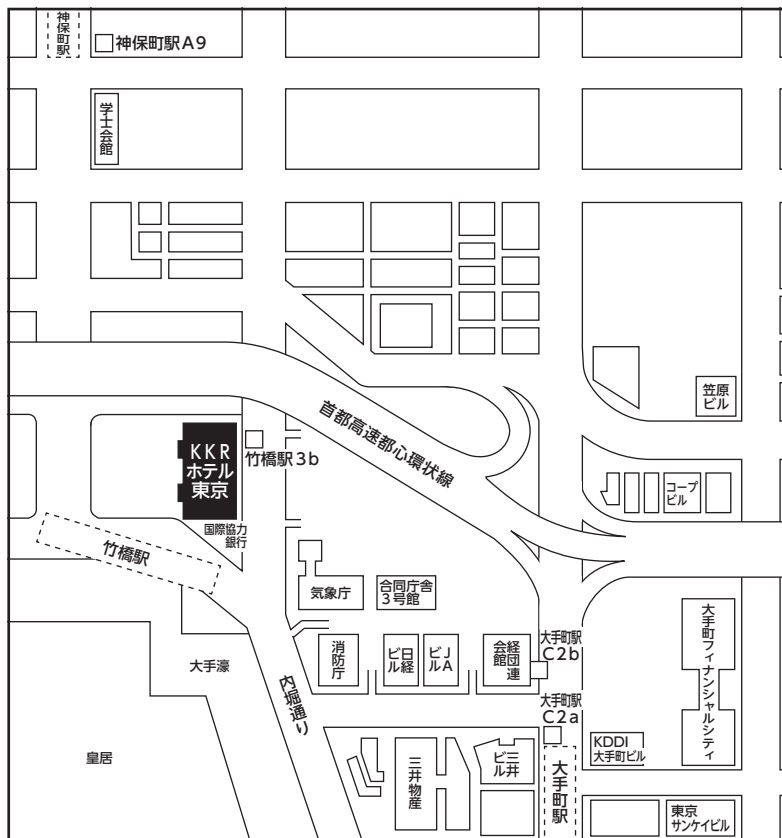 神保町駅
神保町駅A9
学士会館
首都高速都心環状線
笠原
ビル
KKR
ホテル
東京
竹橋駅3b
コープ
ビル
国際協力
銀行
竹橋駅
気象庁
合同庁舎
3号館
大手町フィナンシャルシティ
消防庁
日経
ビル
JA
ビル
経団連
会館
大手町駅
C2b
大手濠
内堀通り
大手町駅
C2a
KDDI
大手町ビル
皇居
三井物産
三井
ビル
大手町駅
東京
サンケイビル